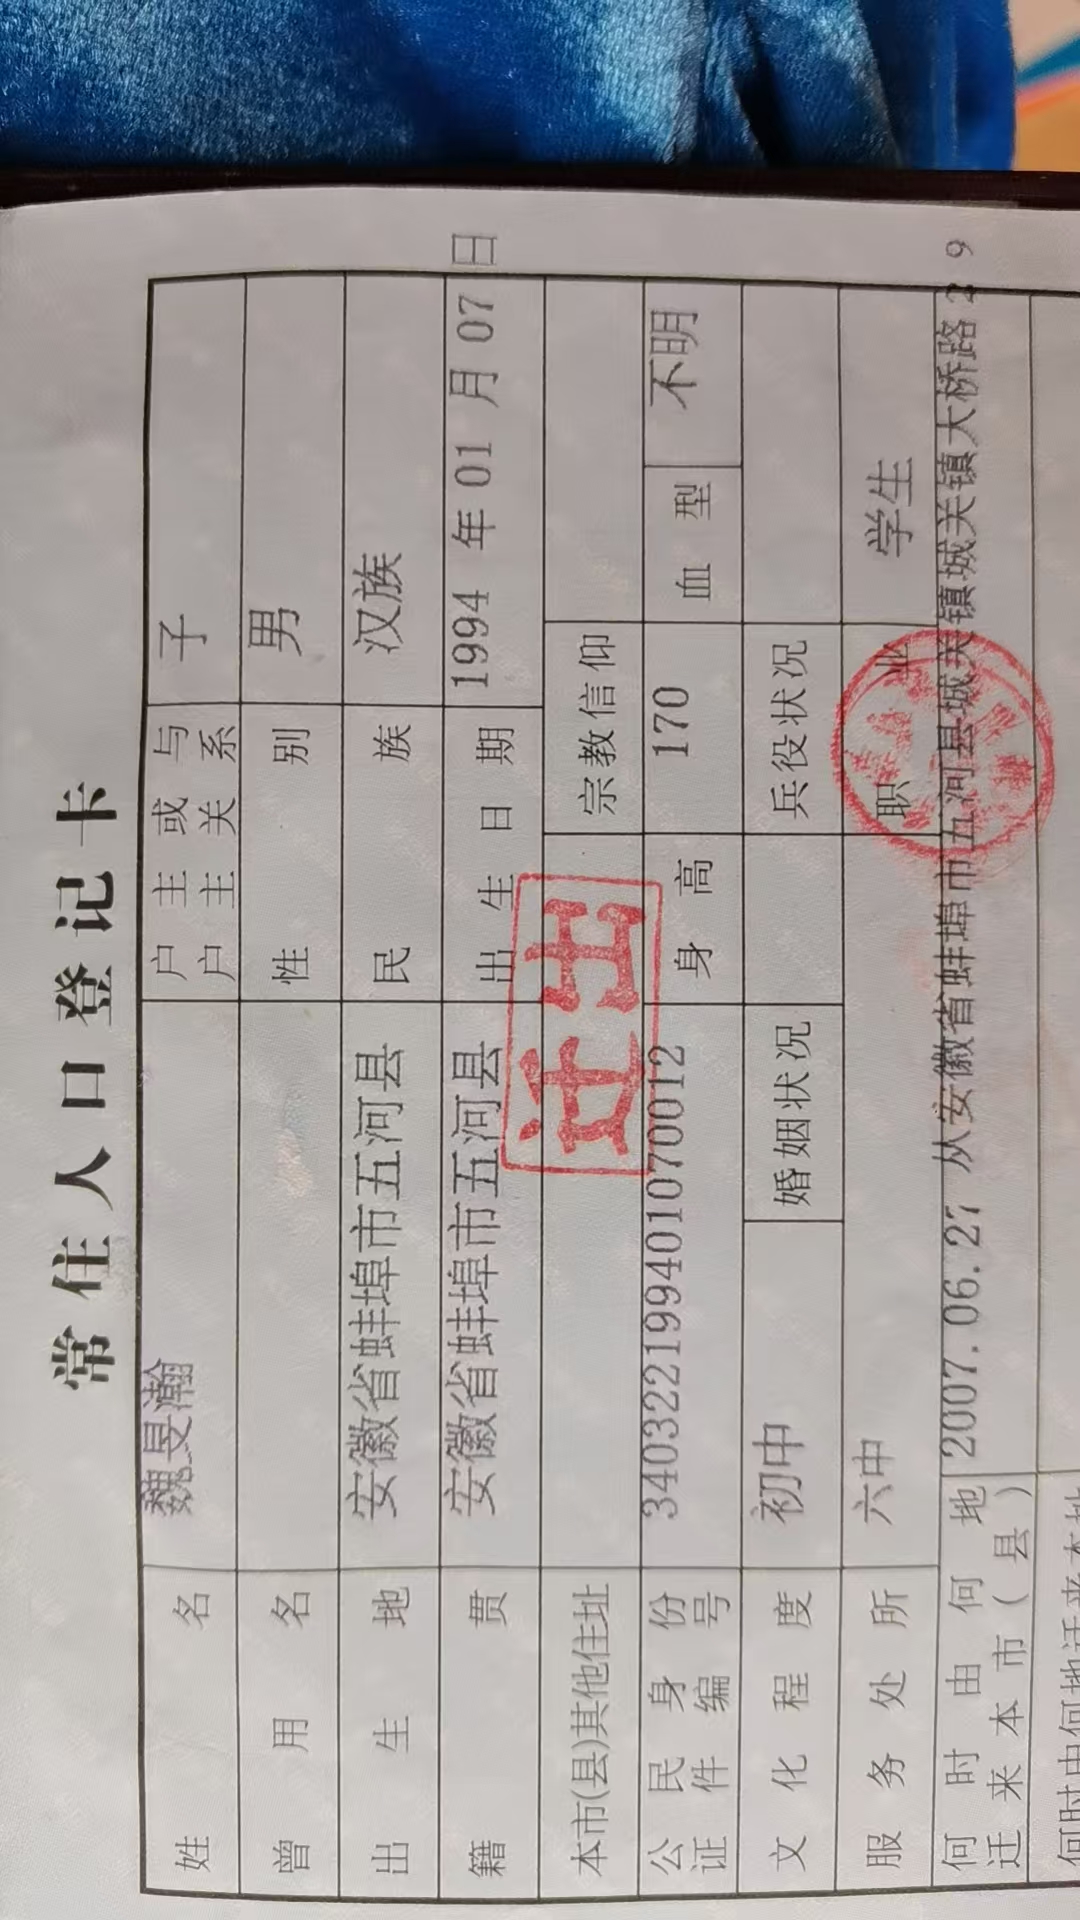 常住人口登记卡
姓名 魏旻瀚 户主或与户主关系 子
曾用名 性别 男
出生地 安徽省蚌埠市五河县 民族 汉族
籍贯 安徽省蚌埠市五河县 出生日期 1994 年 01 月 07 日
本市(县)其他住址 宗教信仰
迁出
公民身份证件编号 340322199401070012 身高 170 血型 不明
文化程度 初中 婚姻状况 兵役状况
服务处所 六中 职业 学生
何时由何地迁来本市(县) 2007.06.27 从安徽省蚌埠市五河县城关镇城关镇大桥路29
何时由何地迁来本址